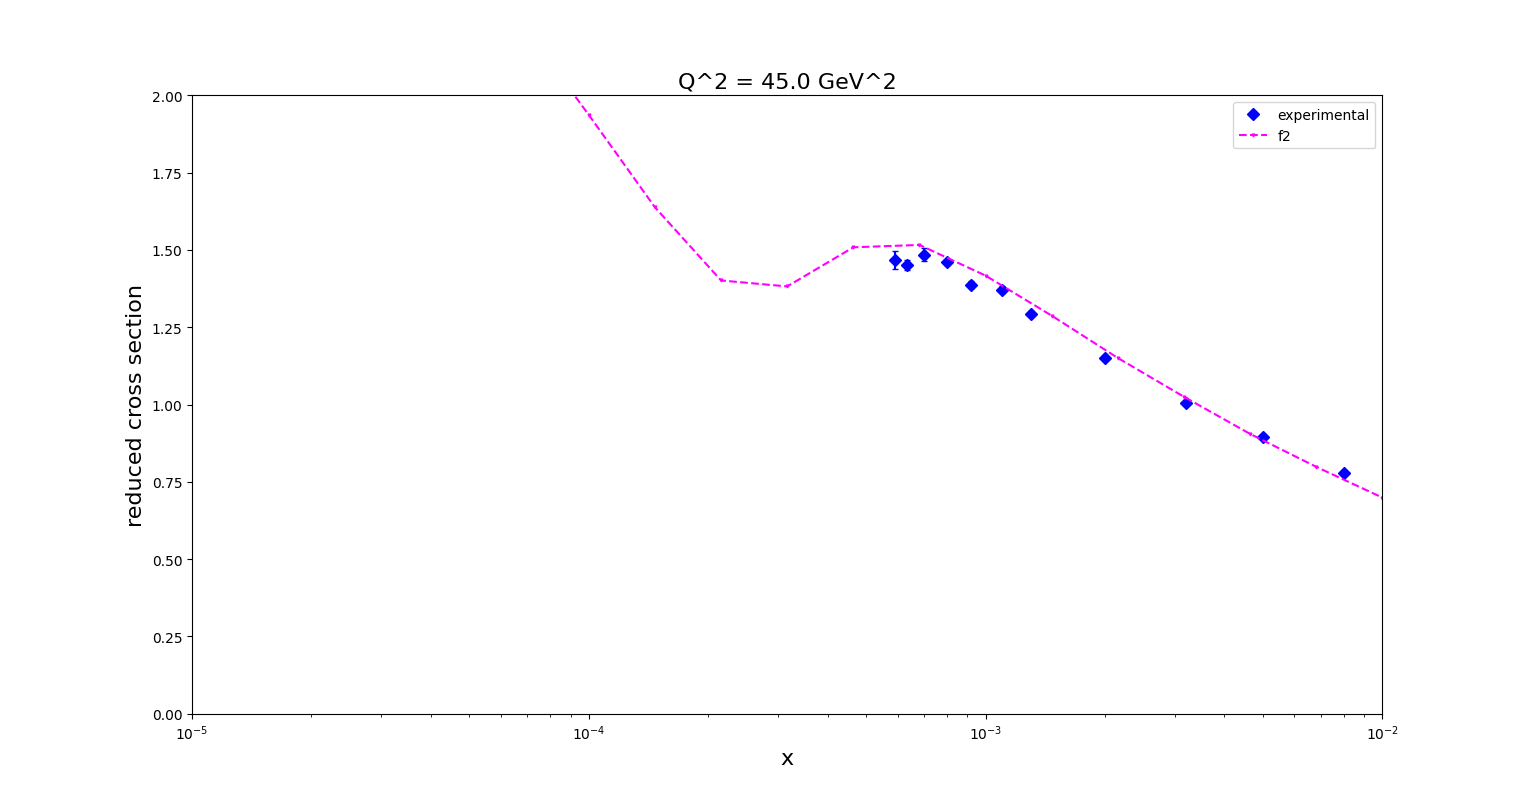 Q^2 = 45.0 GeV^2
experimental
f2
reduced cross section
2.00
1.75
1.50
1.25
1.00
0.75
0.50
0.25
0.00
10⁻⁵
10⁻⁴
10⁻³
10⁻²
x